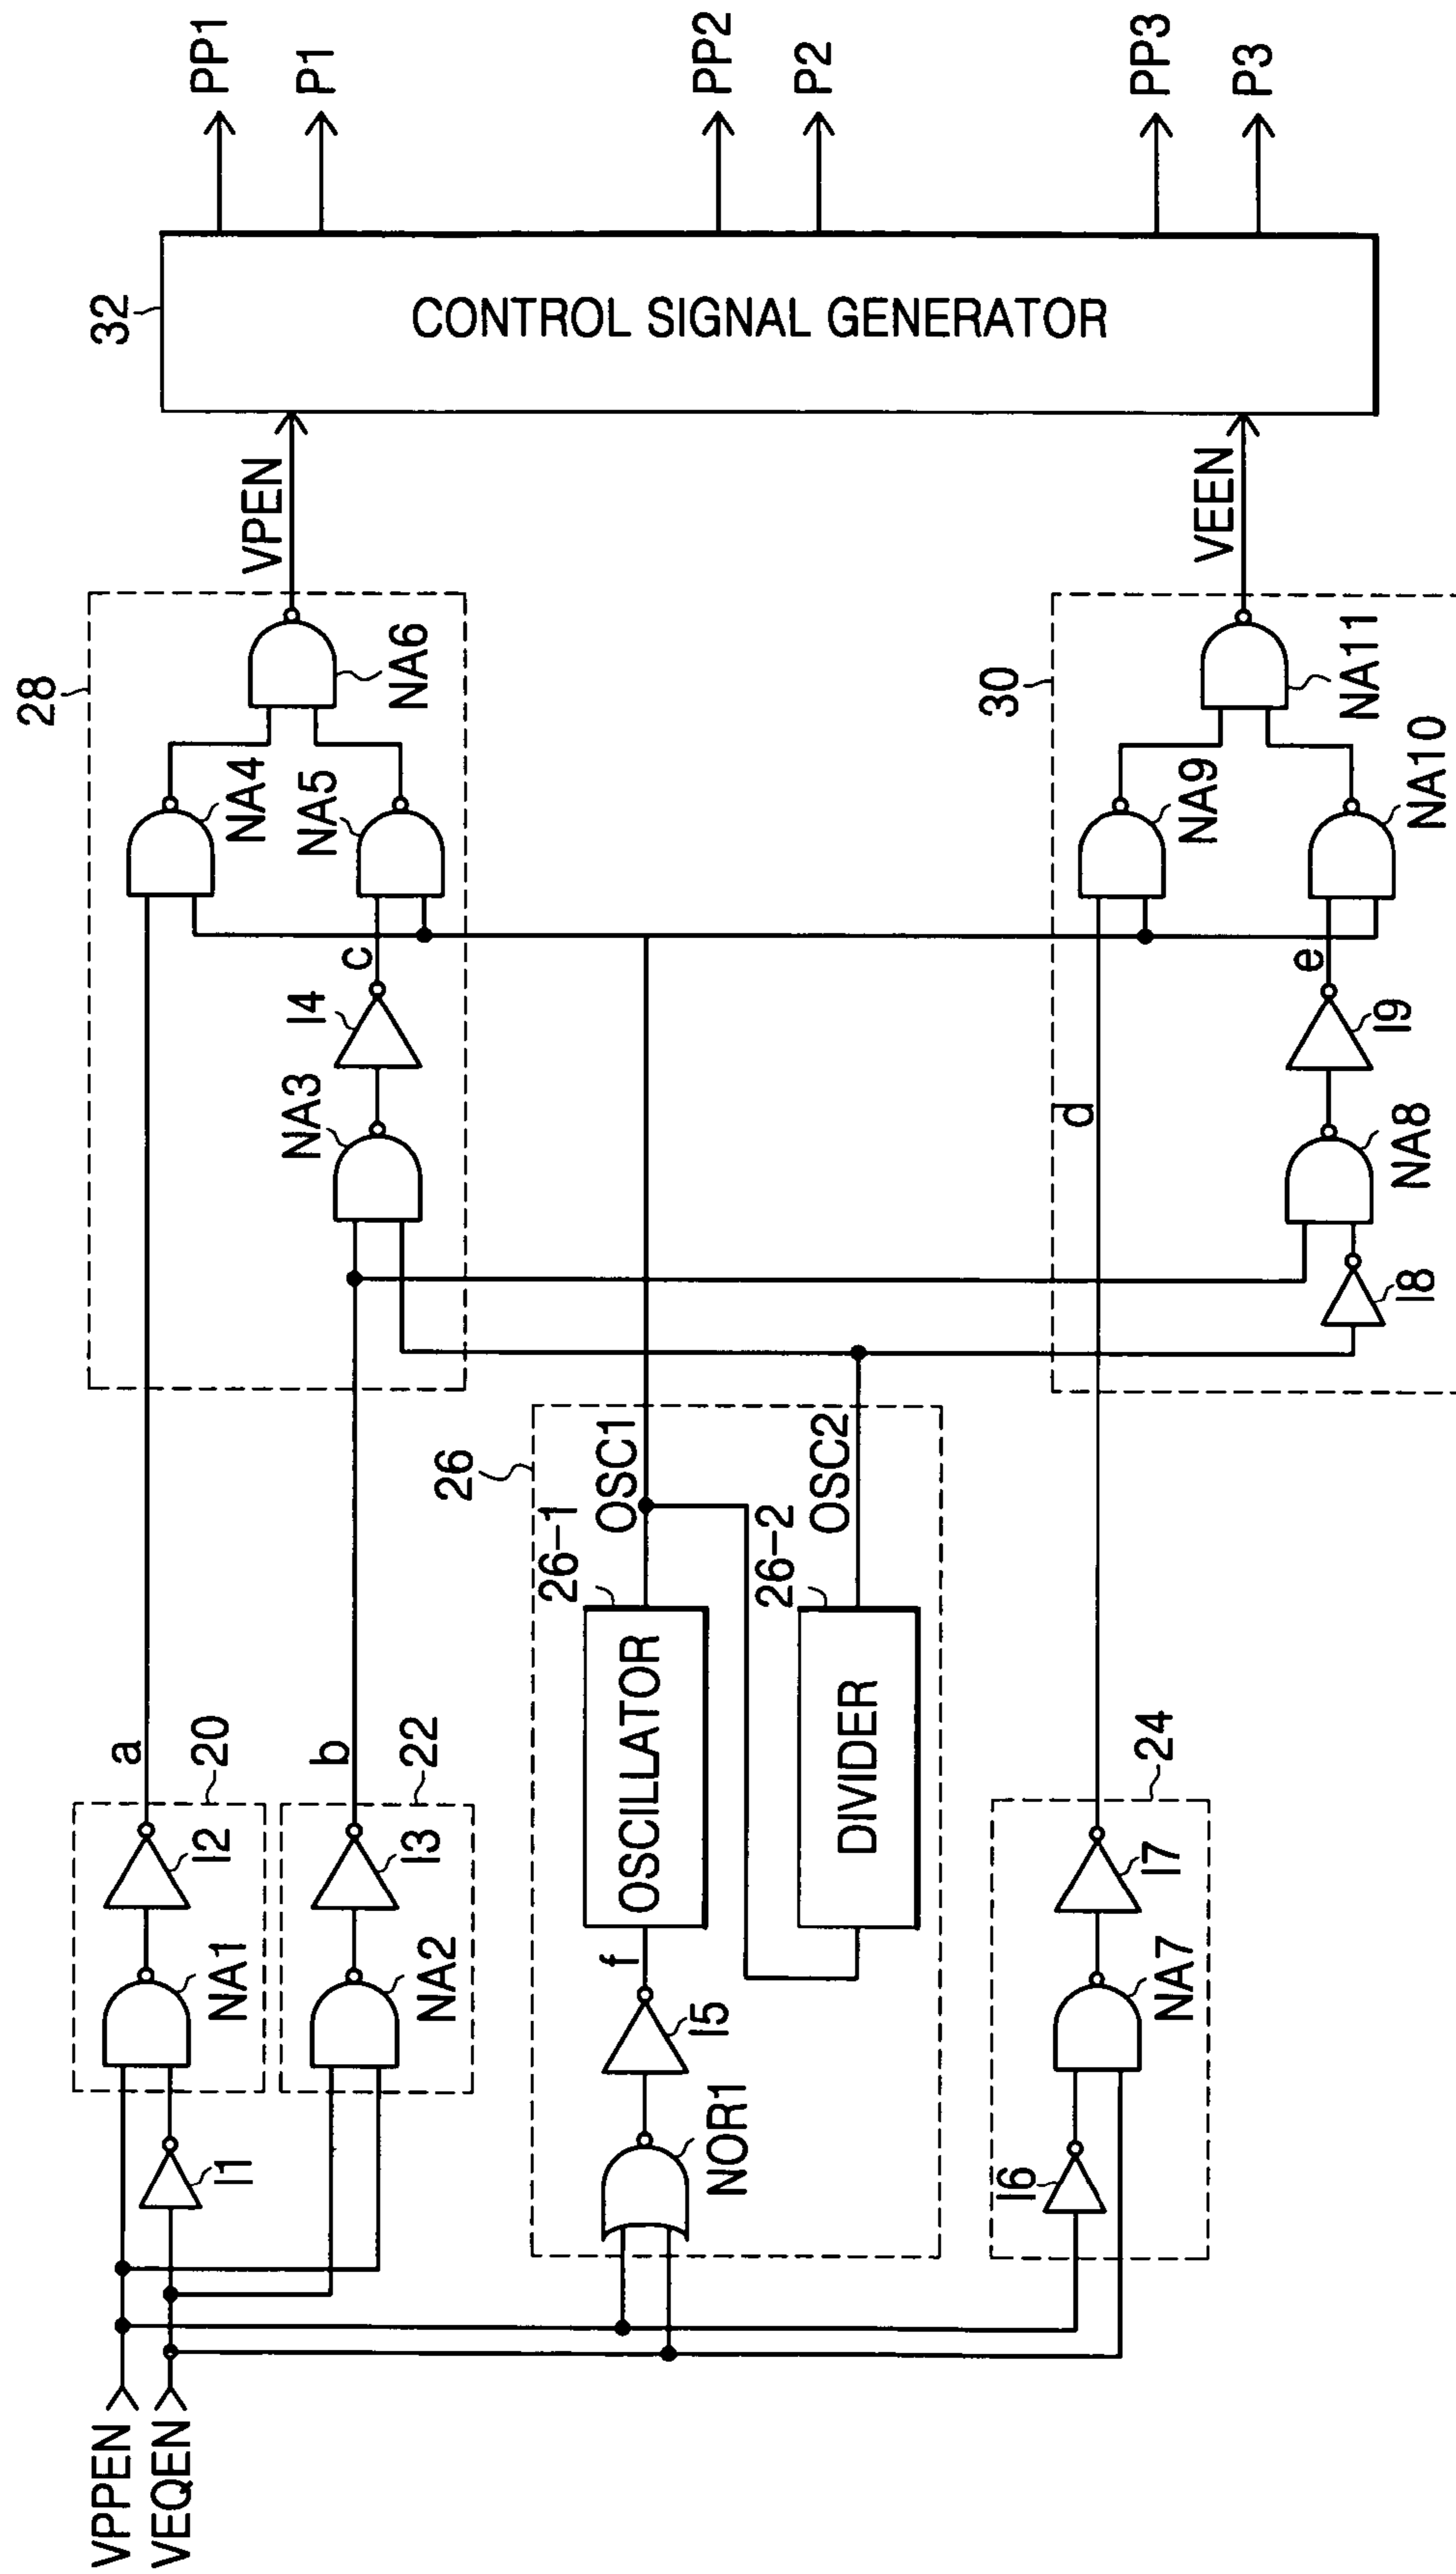 VPPEN
VEQEN
I1
NA1
I2
a
20
NA2
I3
b
22
NOR1
I5
f
OSCILLATOR
26-1
OSC1
DIVIDER
26-2
OSC2
26
I6
NA7
I7
24
d
28
NA3
I4
c
NA4
NA5
NA6
VPEN
30
I8
NA8
I9
e
NA9
NA10
NA11
VEEN
32
CONTROL SIGNAL GENERATOR
PP1
P1
PP2
P2
PP3
P3